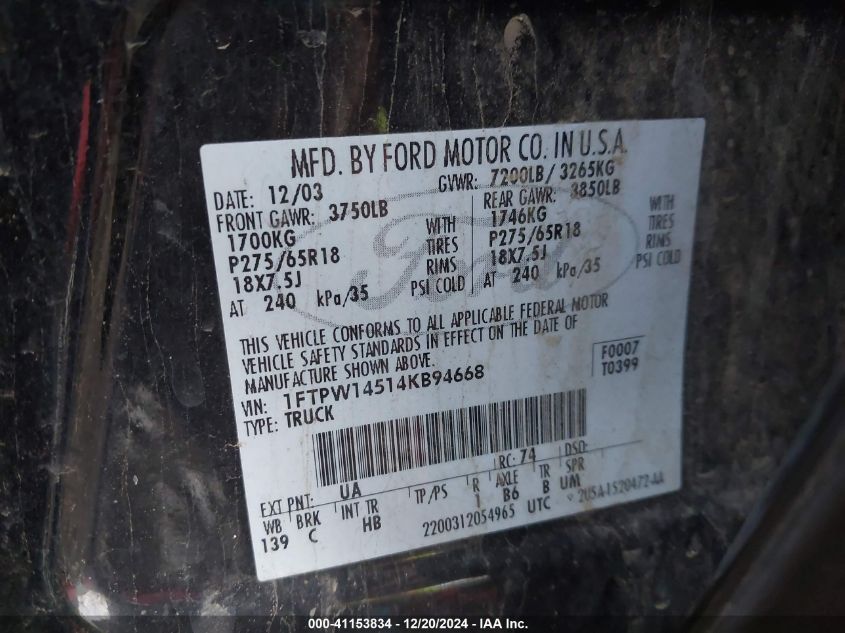 MFD. BY FORD MOTOR CO. IN U.S.A.
DATE: 12/03 GVWR: 7200LB/ 3265KG
FRONT GAWR: 3750LB REAR GAWR: 3850LB
1700KG WITH 1746KG WITH
P275/65R18 TIRES P275/65R18 TIRES
18X7.5J RIMS 18X7.5J RIMS
AT 240 kPa/35 PSI COLD AT 240 kPa/35 PSI COLD
Ford
THIS VEHICLE CONFORMS TO ALL APPLICABLE FEDERAL MOTOR
VEHICLE SAFETY STANDARDS IN EFFECT ON THE DATE OF
MANUFACTURE SHOWN ABOVE.
VIN: 1FTPW14514KB94668
TYPE: TRUCK
F0007
T0399
EXT PNT: UA RC: 74 DSO:
WB BRK INT TR TP/PS R AXLE TR SPR
139 C HB 1 B6 B UM
2200312054965 UTC
000-41153834 - 12/20/2024 - IAA Inc.